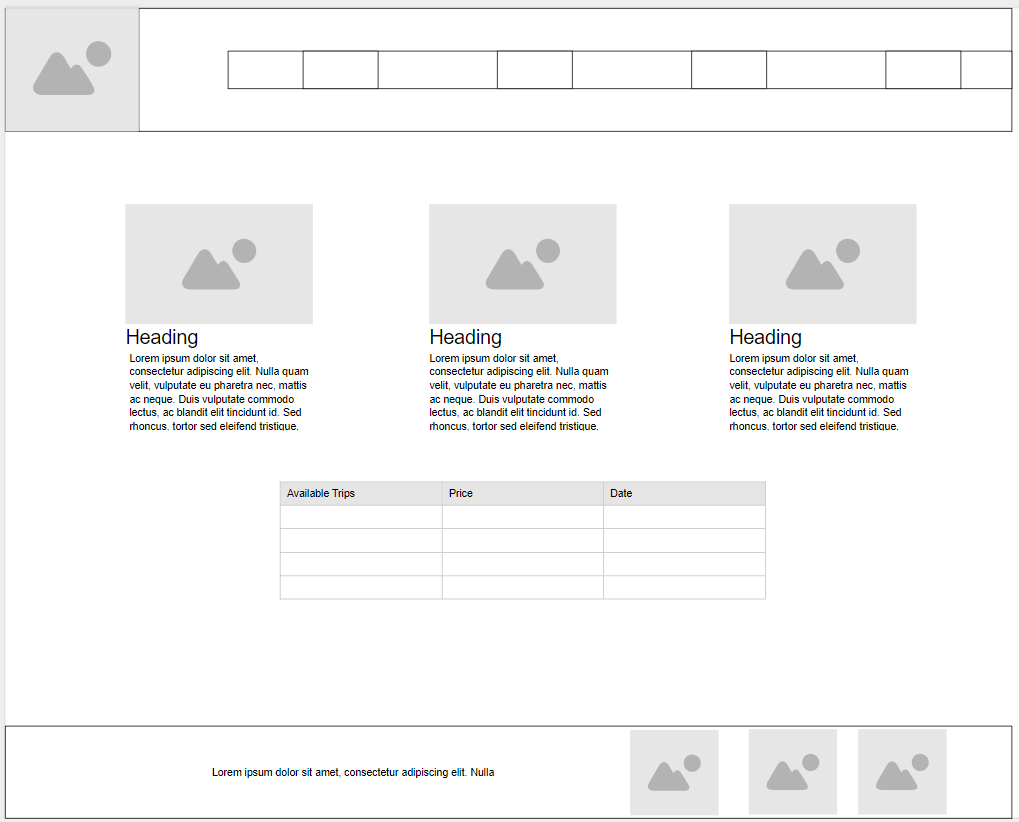 Heading
Lorem ipsum dolor sit amet,
consectetur adipiscing elit. Nulla quam
velit, vulputate eu pharetra nec, mattis
ac neque. Duis vulputate commodo
lectus, ac blandit elit tincidunt id. Sed
rhoncus, tortor sed eleifend tristique,
Heading
Lorem ipsum dolor sit amet,
consectetur adipiscing elit. Nulla quam
velit, vulputate eu pharetra nec, mattis
ac neque. Duis vulputate commodo
lectus, ac blandit elit tincidunt id. Sed
rhoncus, tortor sed eleifend tristique,
Heading
Lorem ipsum dolor sit amet,
consectetur adipiscing elit. Nulla quam
velit, vulputate eu pharetra nec, mattis
ac neque. Duis vulputate commodo
lectus, ac blandit elit tincidunt id. Sed
rhoncus, tortor sed eleifend tristique,
Available Trips Price Date
Lorem ipsum dolor sit amet, consectetur adipiscing elit. Nulla